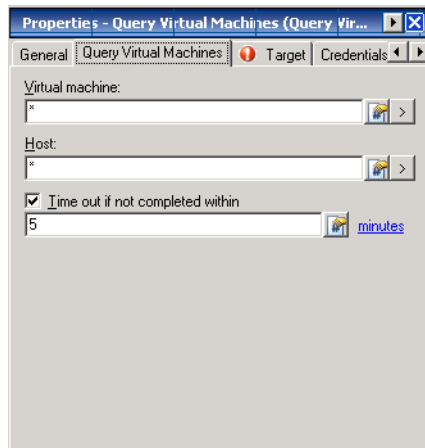 Properties - Query Virtual Machines (Query Vir...
General Query Virtual Machines Target Credentials
Virtual machine:
*
>
Host:
*
>
Time out if not completed within
5
minutes